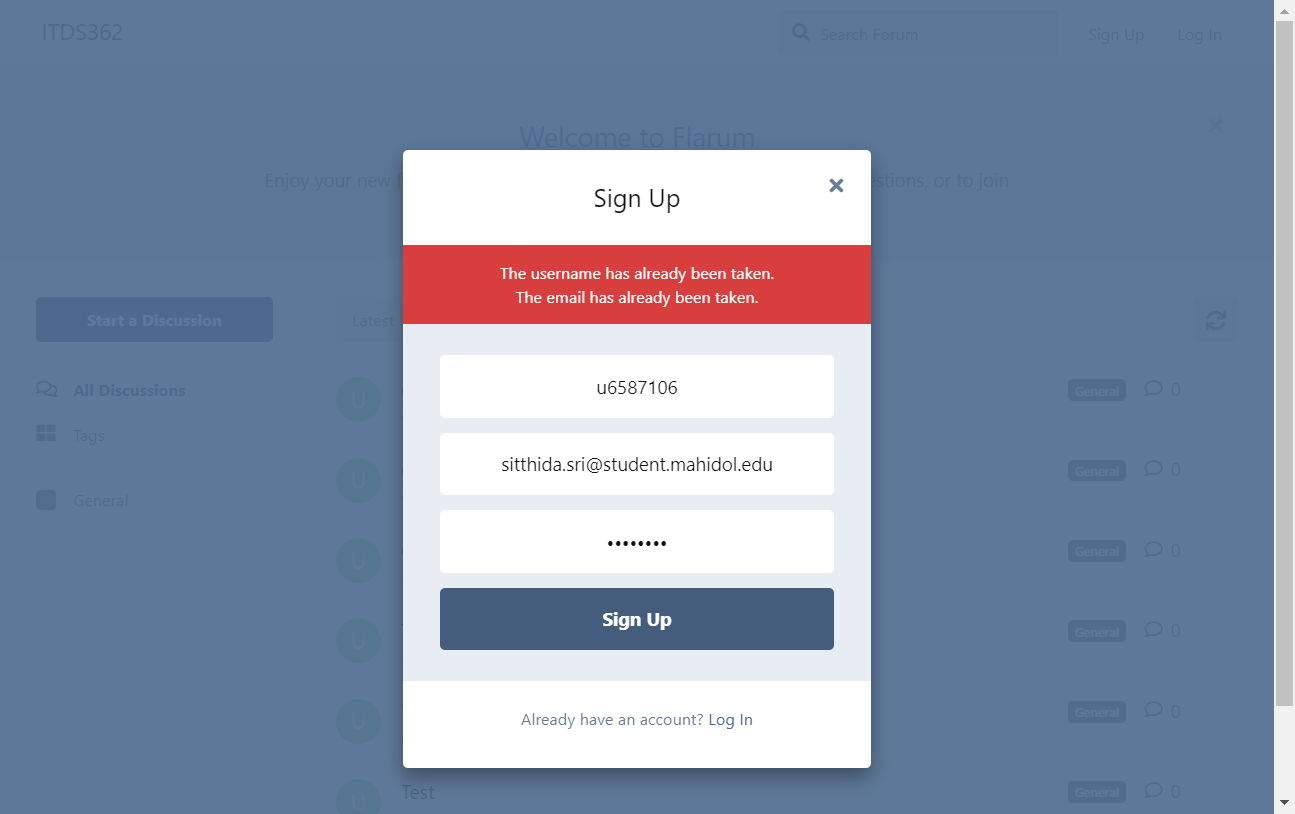 ITDS362
Search Forum
Sign Up
Log In
Welcome to Flarum
Enjoy your new
or to join
Sign Up
The username has already been taken.
The email has already been taken.
Start a Discussion
Latest
u6587106
All Discussions
U
General
0
Tags
sitthida.sri@student.mahidol.edu
U
General
0
General
••••••••
U
General
0
Sign Up
U
General
0
Already have an account? Log In
U
General
0
Test
U
General
0